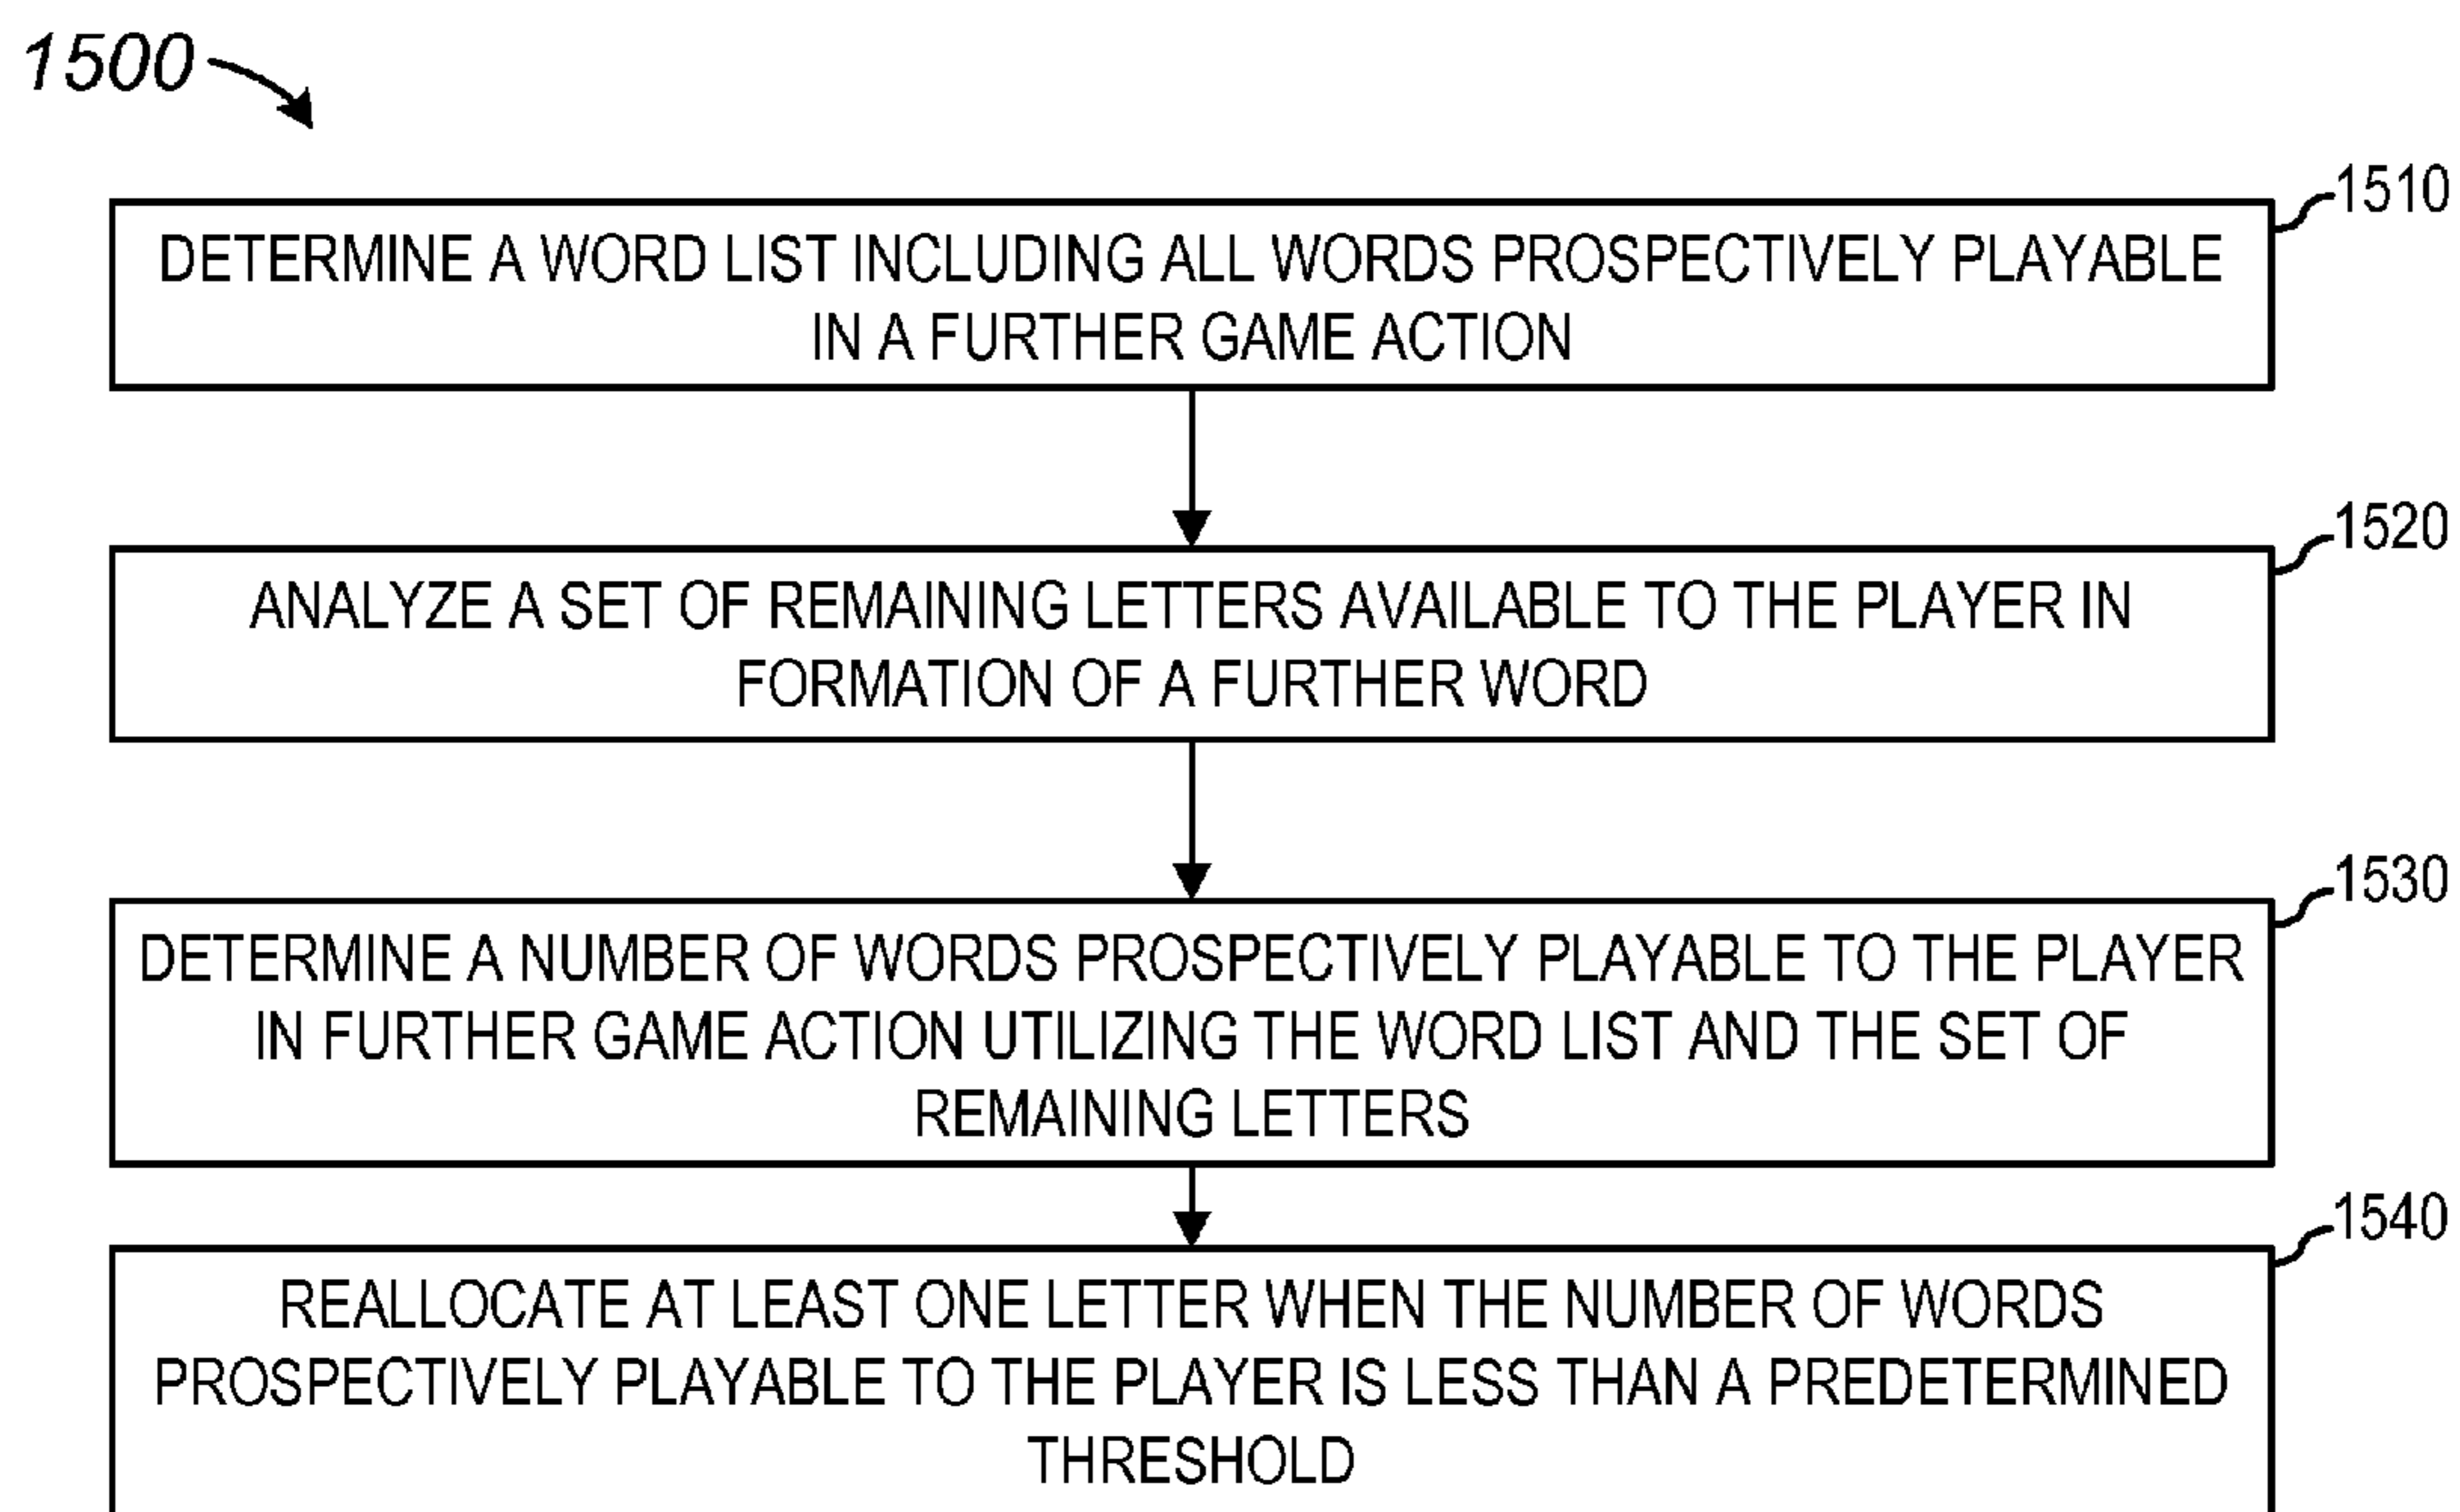 1500
1510
DETERMINE A WORD LIST INCLUDING ALL WORDS PROSPECTIVELY PLAYABLE
IN A FURTHER GAME ACTION
1520
ANALYZE A SET OF REMAINING LETTERS AVAILABLE TO THE PLAYER IN
FORMATION OF A FURTHER WORD
1530
DETERMINE A NUMBER OF WORDS PROSPECTIVELY PLAYABLE TO THE PLAYER
IN FURTHER GAME ACTION UTILIZING THE WORD LIST AND THE SET OF
REMAINING LETTERS
1540
REALLOCATE AT LEAST ONE LETTER WHEN THE NUMBER OF WORDS
PROSPECTIVELY PLAYABLE TO THE PLAYER IS LESS THAN A PREDETERMINED
THRESHOLD